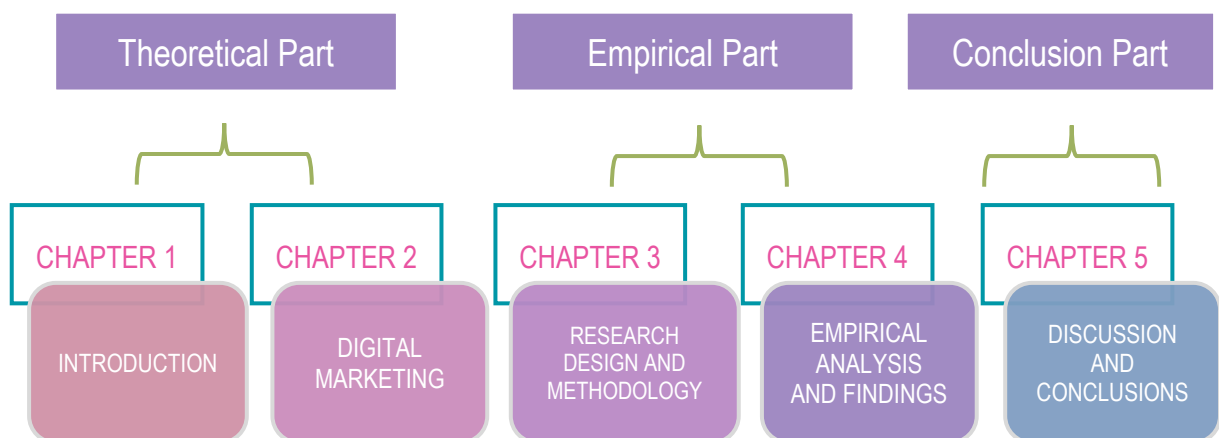 Theoretical Part
Empirical Part
Conclusion Part
CHAPTER 1
CHAPTER 2
CHAPTER 3
CHAPTER 4
CHAPTER 5
INTRODUCTION
DIGITAL
MARKETING
RESEARCH
DESIGN AND
METHODOLOGY
EMPIRICAL
ANALYSIS
AND FINDINGS
DISCUSSION
AND
CONCLUSIONS